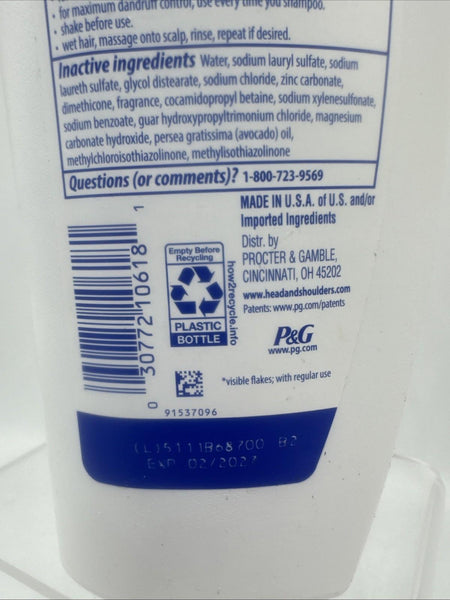 for maximum dandruff control, use every time you shampoo.
• shake before use.
• wet hair, massage onto scalp, rinse, repeat if desired.
Inactive ingredients Water, sodium lauryl sulfate, sodium
laureth sulfate, glycol distearate, sodium chloride, zinc carbonate,
dimethicone, fragrance, cocamidopropyl betaine, sodium xylenesulfonate,
sodium benzoate, guar hydroxypropyltrimonium chloride, magnesium
carbonate hydroxide, persea gratissima (avocado) oil,
methylchloroisothiazolinone, methylisothiazolinone
Questions (or comments)? 1-800-723-9569
MADE IN U.S.A. of U.S. and/or
Imported Ingredients
Distr. by
PROCTER & GAMBLE,
CINCINNATI, OH 45202
www.headandshoulders.com
Patents: www.pg.com/patents
P&G
www.pg.com
*visible flakes; with regular use
Empty Before
Recycling
PLASTIC
BOTTLE
how2recycle.info
0 30772 10618 1
91537096
(L)5111B68700 B2
EXP 02/2027